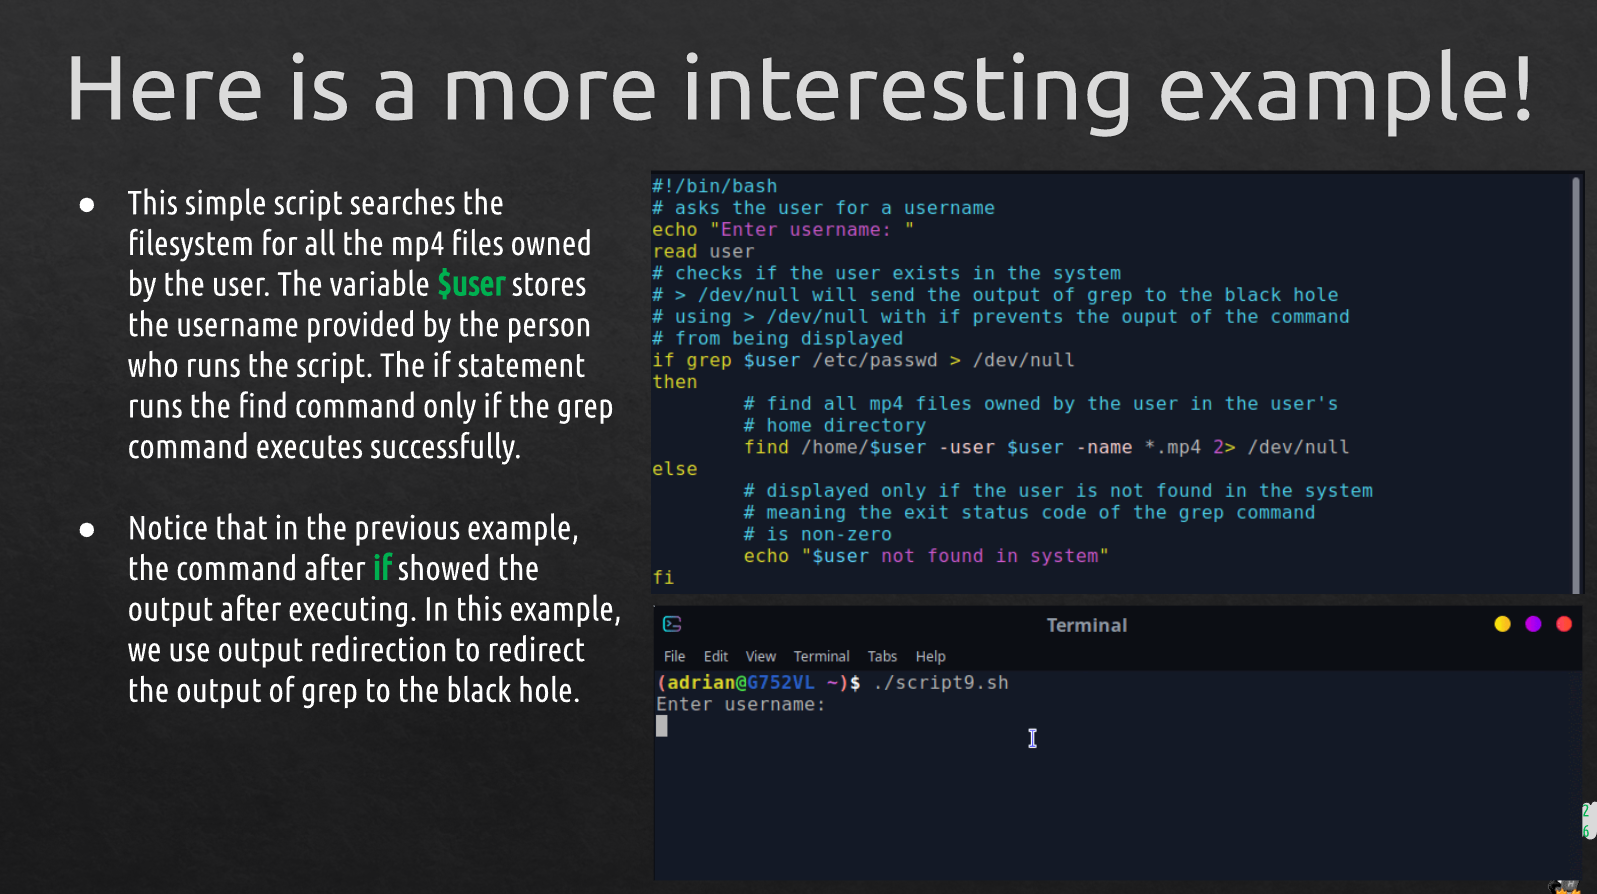 Here is a more interesting example!
● This simple script searches the
filesystem for all the mp4 files owned
by the user. The variable $user stores
the username provided by the person
who runs the script. The if statement
runs the find command only if the grep
command executes successfully.
● Notice that in the previous example,
the command after if showed the
output after executing. In this example,
we use output redirection to redirect
the output of grep to the black hole.
#!/bin/bash
# asks the user for a username
echo "Enter username: "
read user
# checks if the user exists in the system
# > /dev/null will send the output of grep to the black hole
# using > /dev/null with if prevents the ouput of the command
# from being displayed
if grep $user /etc/passwd > /dev/null
then
        # find all mp4 files owned by the user in the user's
        # home directory
        find /home/$user -user $user -name *.mp4 2> /dev/null
else
        # displayed only if the user is not found in the system
        # meaning the exit status code of the grep command
        # is non-zero
        echo "$user not found in system"
fi
Terminal
File Edit View Terminal Tabs Help
(adrian@G752VL ~)$ ./script9.sh
Enter username:
2
6